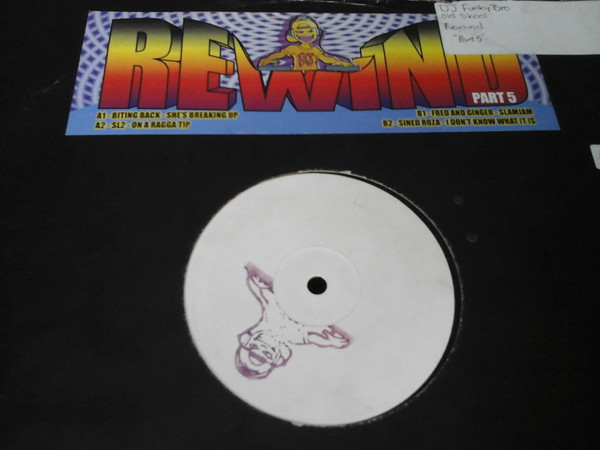 REWIND
PART 5
A1 - BITING BACK - SHE'S BREAKING UP
A2 - SL2 - ON A RAGGA TIP
B1 - FRED AND GINGER - SLAMJAM
B2 - SINED ROZA - I DON'T KNOW WHAT IT IS
DJ Funky Bro
old Skool
Rewind
"Part 5"